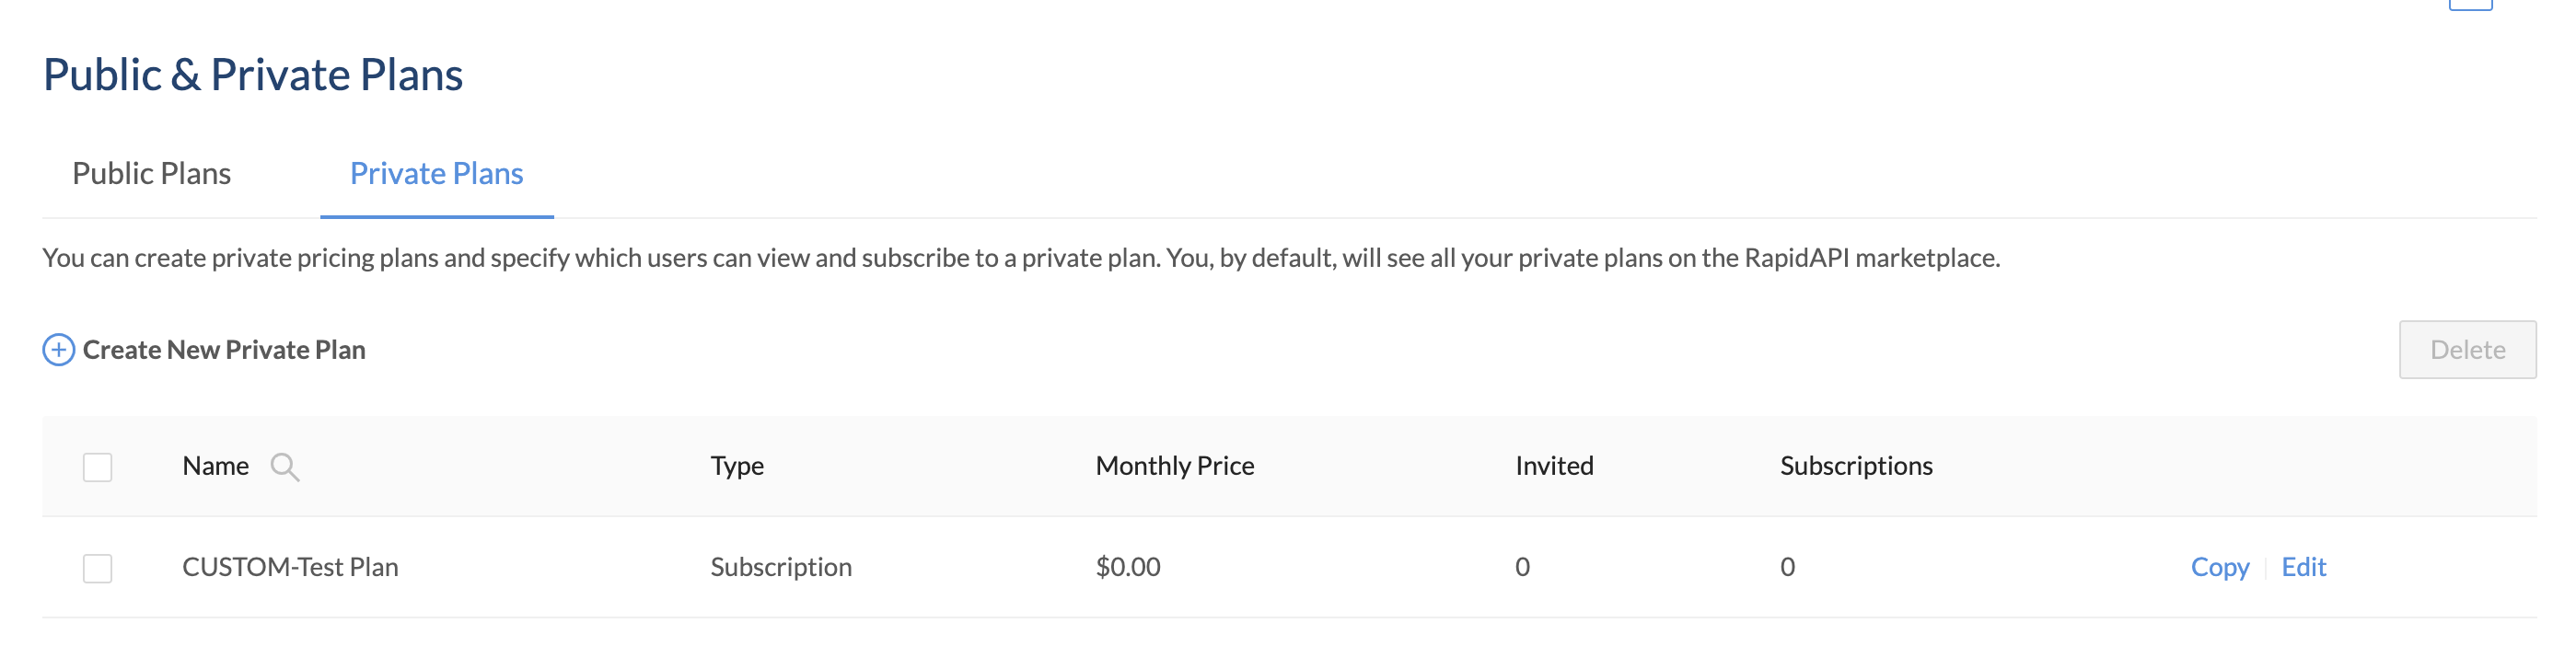 Public & Private Plans
Public Plans Private Plans
You can create private pricing plans and specify which users can view and subscribe to a private plan. You, by default, will see all your private plans on the RapidAPI marketplace.
Create New Private Plan Delete
Name Type Monthly Price Invited Subscriptions
CUSTOM-Test Plan Subscription $0.00 0 0 Copy Edit